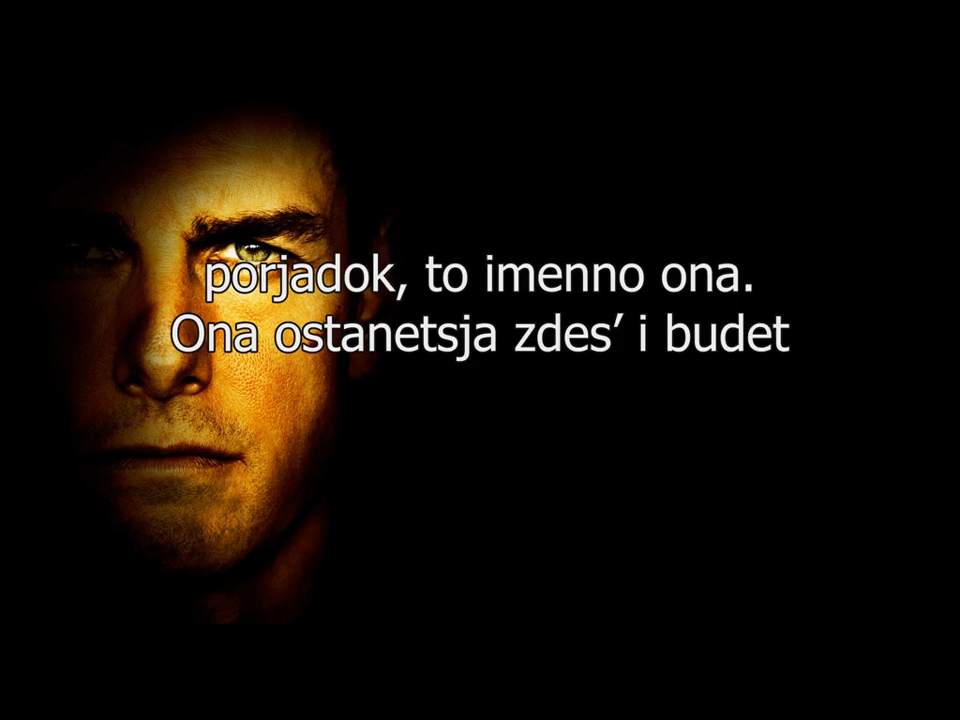 porjadok, to imenno ona.
Ona ostanetsja zdes’ i budet